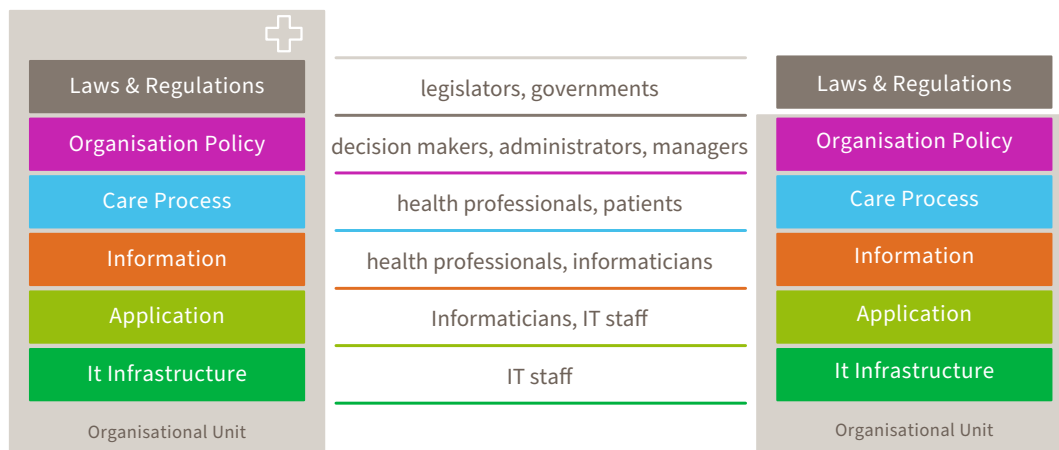 Laws & Regulations legislators, governments Laws & Regulations
Organisation Policy decision makers, administrators, managers Organisation Policy
Care Process health professionals, patients Care Process
Information health professionals, informaticians Information
Application Informaticians, IT staff Application
It Infrastructure IT staff It Infrastructure
Organisational Unit Organisational Unit